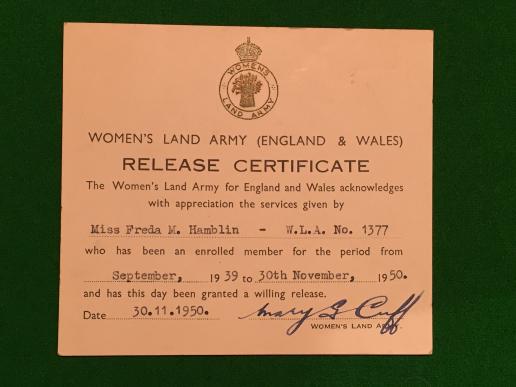 WOMENS
LAND ARMY
WOMEN'S LAND ARMY (ENGLAND & WALES)
RELEASE CERTIFICATE
The Women's Land Army for England and Wales acknowledges
with appreciation the services given by
Miss Freda M. Hamblin - W.L.A. No. 1377
who has been an enrolled member for the period from
September, 1939 to 30th November, 1950.
and has this day been granted a willing release.
Date 30.11.1950. Mary G Cuff
WOMEN'S LAND ARMY.